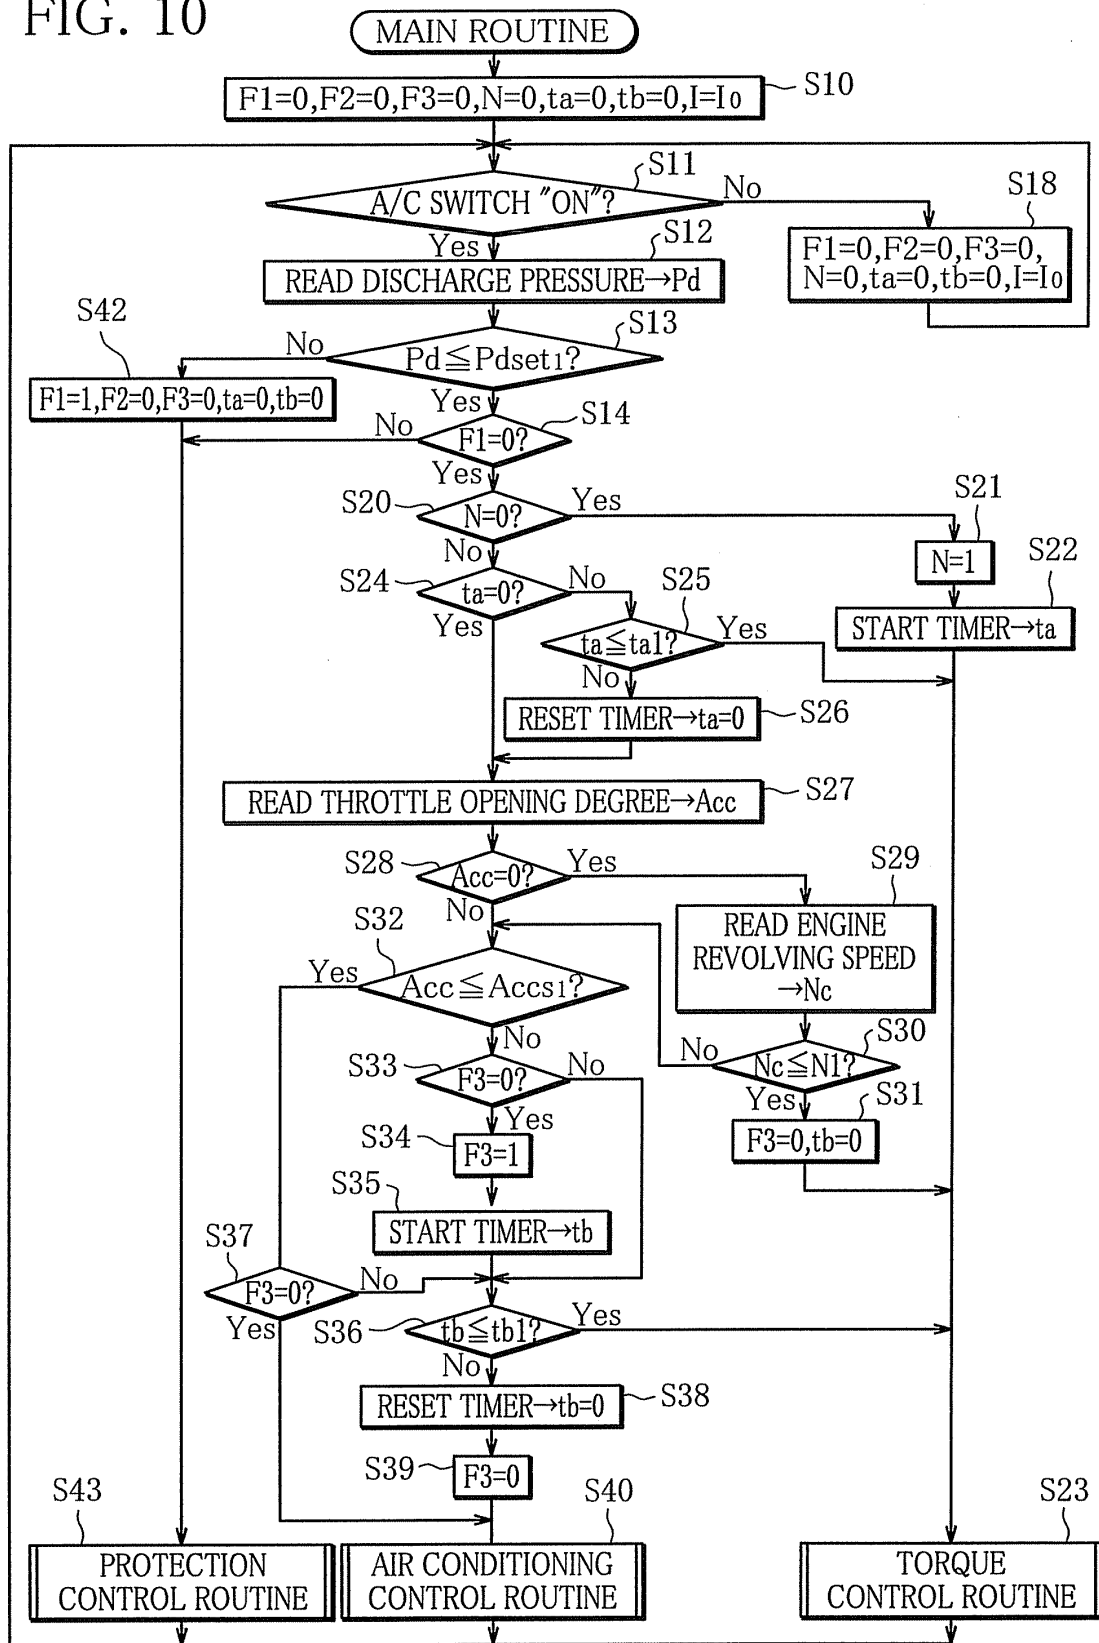 FIG. 10
MAIN ROUTINE
F1=0,F2=0,F3=0,N=0,ta=0,tb=0,I=I0
S10
S11
A/C SWITCH "ON"?
No
Yes
S18
F1=0,F2=0,F3=0,
N=0,ta=0,tb=0,I=I0
S12
READ DISCHARGE PRESSURE→Pd
S13
Pd≦Pdset1?
No
Yes
S42
F1=1,F2=0,F3=0,ta=0,tb=0
S14
F1=0?
No
Yes
S20
N=0?
Yes
No
S21
N=1
S22
START TIMER→ta
S24
ta=0?
No
Yes
S25
ta≦ta1?
Yes
No
RESET TIMER→ta=0
S26
READ THROTTLE OPENING DEGREE→Acc
S27
S28
Acc=0?
Yes
No
S29
READ ENGINE
REVOLVING SPEED
→Nc
S30
Nc≦N1?
No
Yes
S31
F3=0,tb=0
S32
Acc≦Accs1?
Yes
No
S33
F3=0?
No
Yes
S34
F3=1
S35
START TIMER→tb
S37
F3=0?
No
Yes
S36
tb≦tb1?
Yes
No
RESET TIMER→tb=0
S38
S39
F3=0
S43
PROTECTION
CONTROL ROUTINE
S40
AIR CONDITIONING
CONTROL ROUTINE
S23
TORQUE
CONTROL ROUTINE